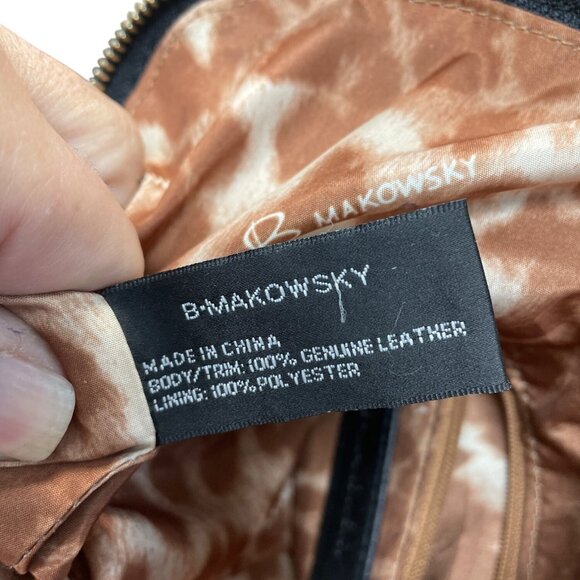 B MAKOWSKY
B·MAKOWSKY
MADE IN CHINA
BODY/TRIM: 100% GENUINE LEATHER
LINING: 100% POLYESTER